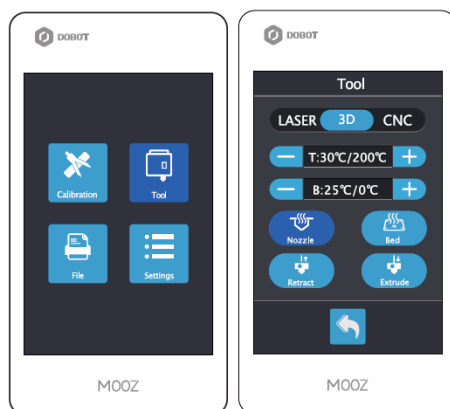 DOBOT
Calibration
Tool
File
Settings
MOOZ
DOBOT
Tool
LASER 3D CNC
T:30℃/200℃
B:25℃/0℃
Nozzle
Bed
Retract
Extrude
MOOZ